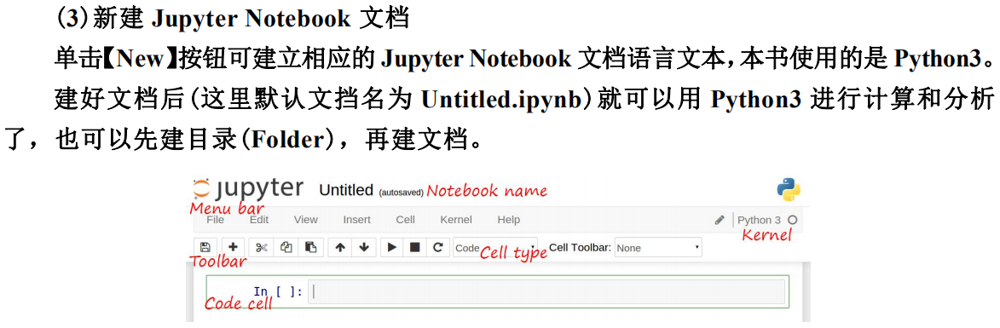 (3)新建 Jupyter Notebook 文档
单击【New】按钮可建立相应的 Jupyter Notebook 文档语言文本，本书使用的是 Python3。
建好文档后(这里默认文挡名为 Untitled.ipynb)就可以用 Python3 进行计算和分析
了，也可以先建目录(Folder)，再建文档。
jupyter Untitled (autosaved) Notebook name
Menu bar
File Edit View Insert Cell Kernel Help Python 3
Kernel
Code Cell type Cell Toolbar: None
Toolbar
In [ ]:
Code cell